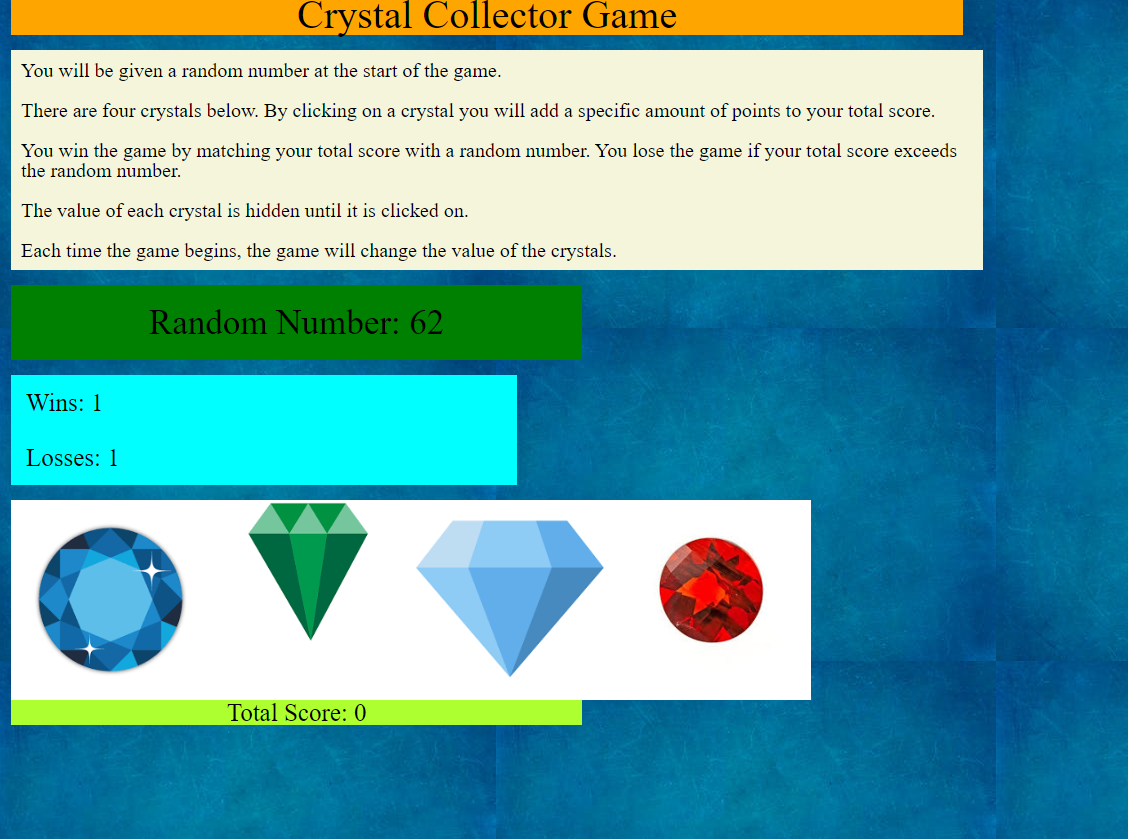 Crystal Collector Game
You will be given a random number at the start of the game.
There are four crystals below. By clicking on a crystal you will add a specific amount of points to your total score.
You win the game by matching your total score with a random number. You lose the game if your total score exceeds
the random number.
The value of each crystal is hidden until it is clicked on.
Each time the game begins, the game will change the value of the crystals.
Random Number: 62
Wins: 1
Losses: 1
Total Score: 0